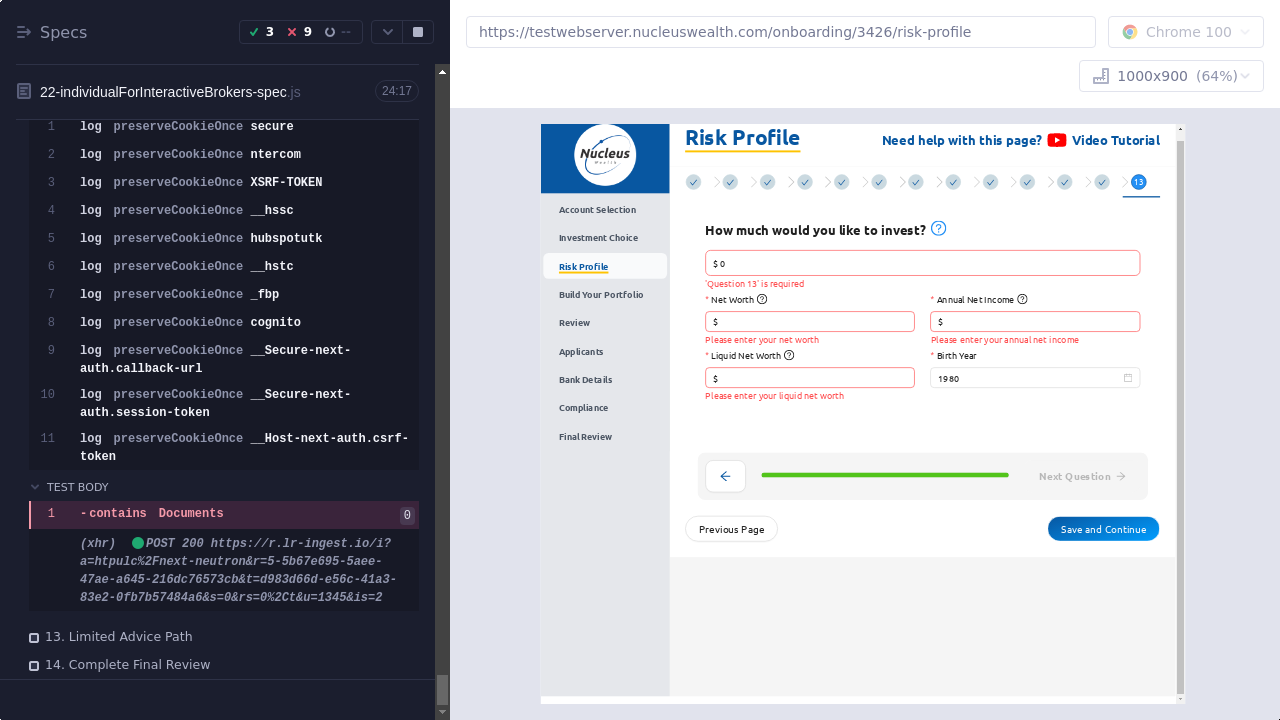 Specs
3
9
--
22-individualForInteractiveBrokers-spec.js
24:17
1 log preserveCookieOnce secure
2 log preserveCookieOnce ntercom
3 log preserveCookieOnce XSRF-TOKEN
4 log preserveCookieOnce __hssc
5 log preserveCookieOnce hubspotutk
6 log preserveCookieOnce __hstc
7 log preserveCookieOnce _fbp
8 log preserveCookieOnce cognito
9 log preserveCookieOnce __Secure-next-
auth.callback-url
10 log preserveCookieOnce __Secure-next-
auth.session-token
11 log preserveCookieOnce __Host-next-auth.csrf-
token
TEST BODY
1 -contains Documents 0
(xhr) POST 200 https://r.lr-ingest.io/i?
a=htpulc%2Fnext-neutron&r=5-5b67e695-5aee-
47ae-a645-216dc76573cb&t=d983d66d-e56c-41a3-
83e2-0fb7b57484a6&s=0&rs=0%2Ct&u=1345&is=2
13. Limited Advice Path
14. Complete Final Review
https://testwebserver.nucleuswealth.com/onboarding/3426/risk-profile
Chrome 100
1000x900 (64%)
Nucleus
Wealth
Account Selection
Investment Choice
Risk Profile
Build Your Portfolio
Review
Applicants
Bank Details
Compliance
Final Review
Risk Profile
Need help with this page? Video Tutorial
13
How much would you like to invest?
$ 0
'Question 13' is required
* Net Worth
* Annual Net Income
$
$
Please enter your net worth
Please enter your annual net income
* Liquid Net Worth
* Birth Year
$
1980
Please enter your liquid net worth
Next Question
Previous Page
Save and Continue